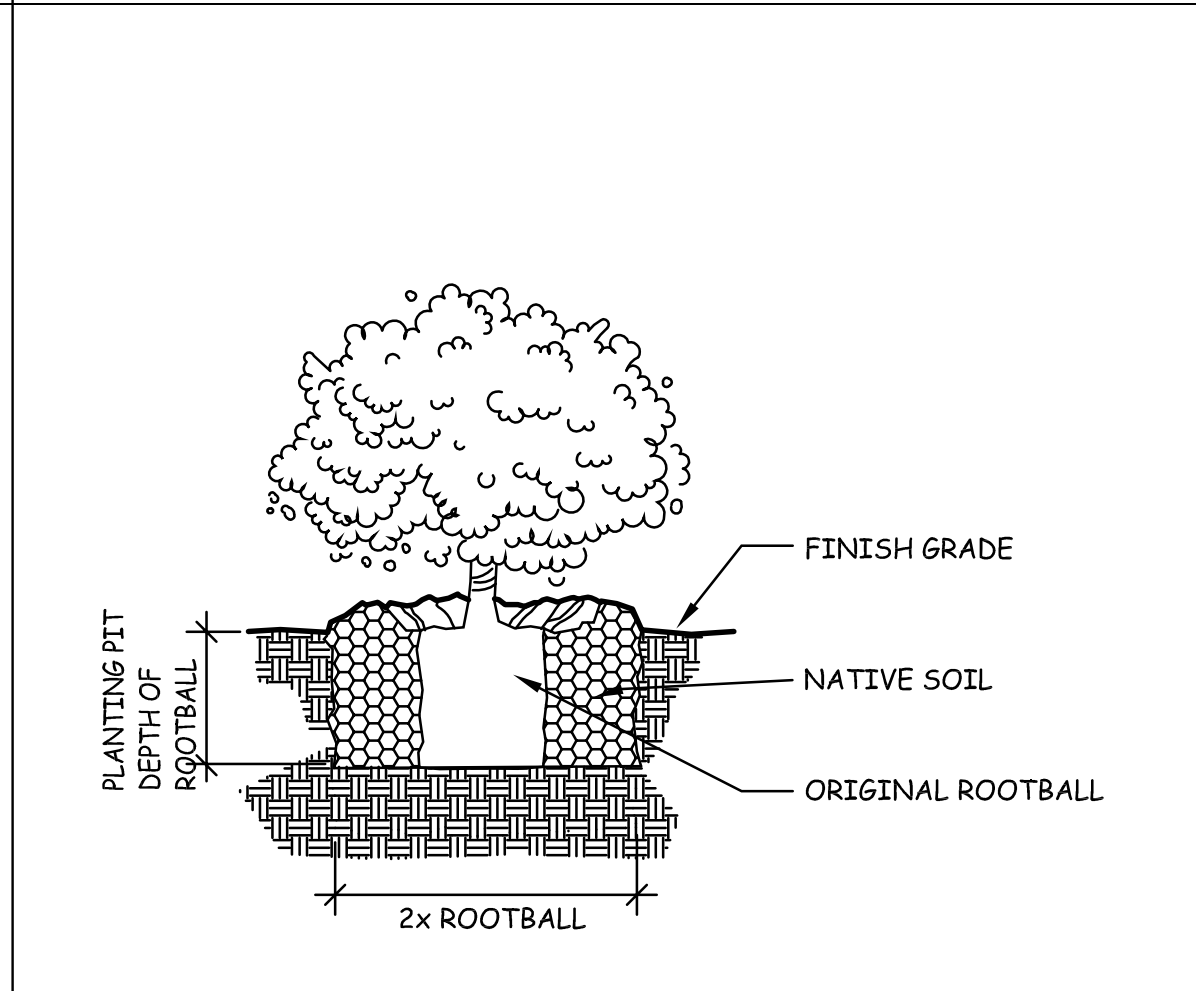 FINISH GRADE
NATIVE SOIL
ORIGINAL ROOTBALL
PLANTING PIT
DEPTH OF
ROOTBALL
2x ROOTBALL